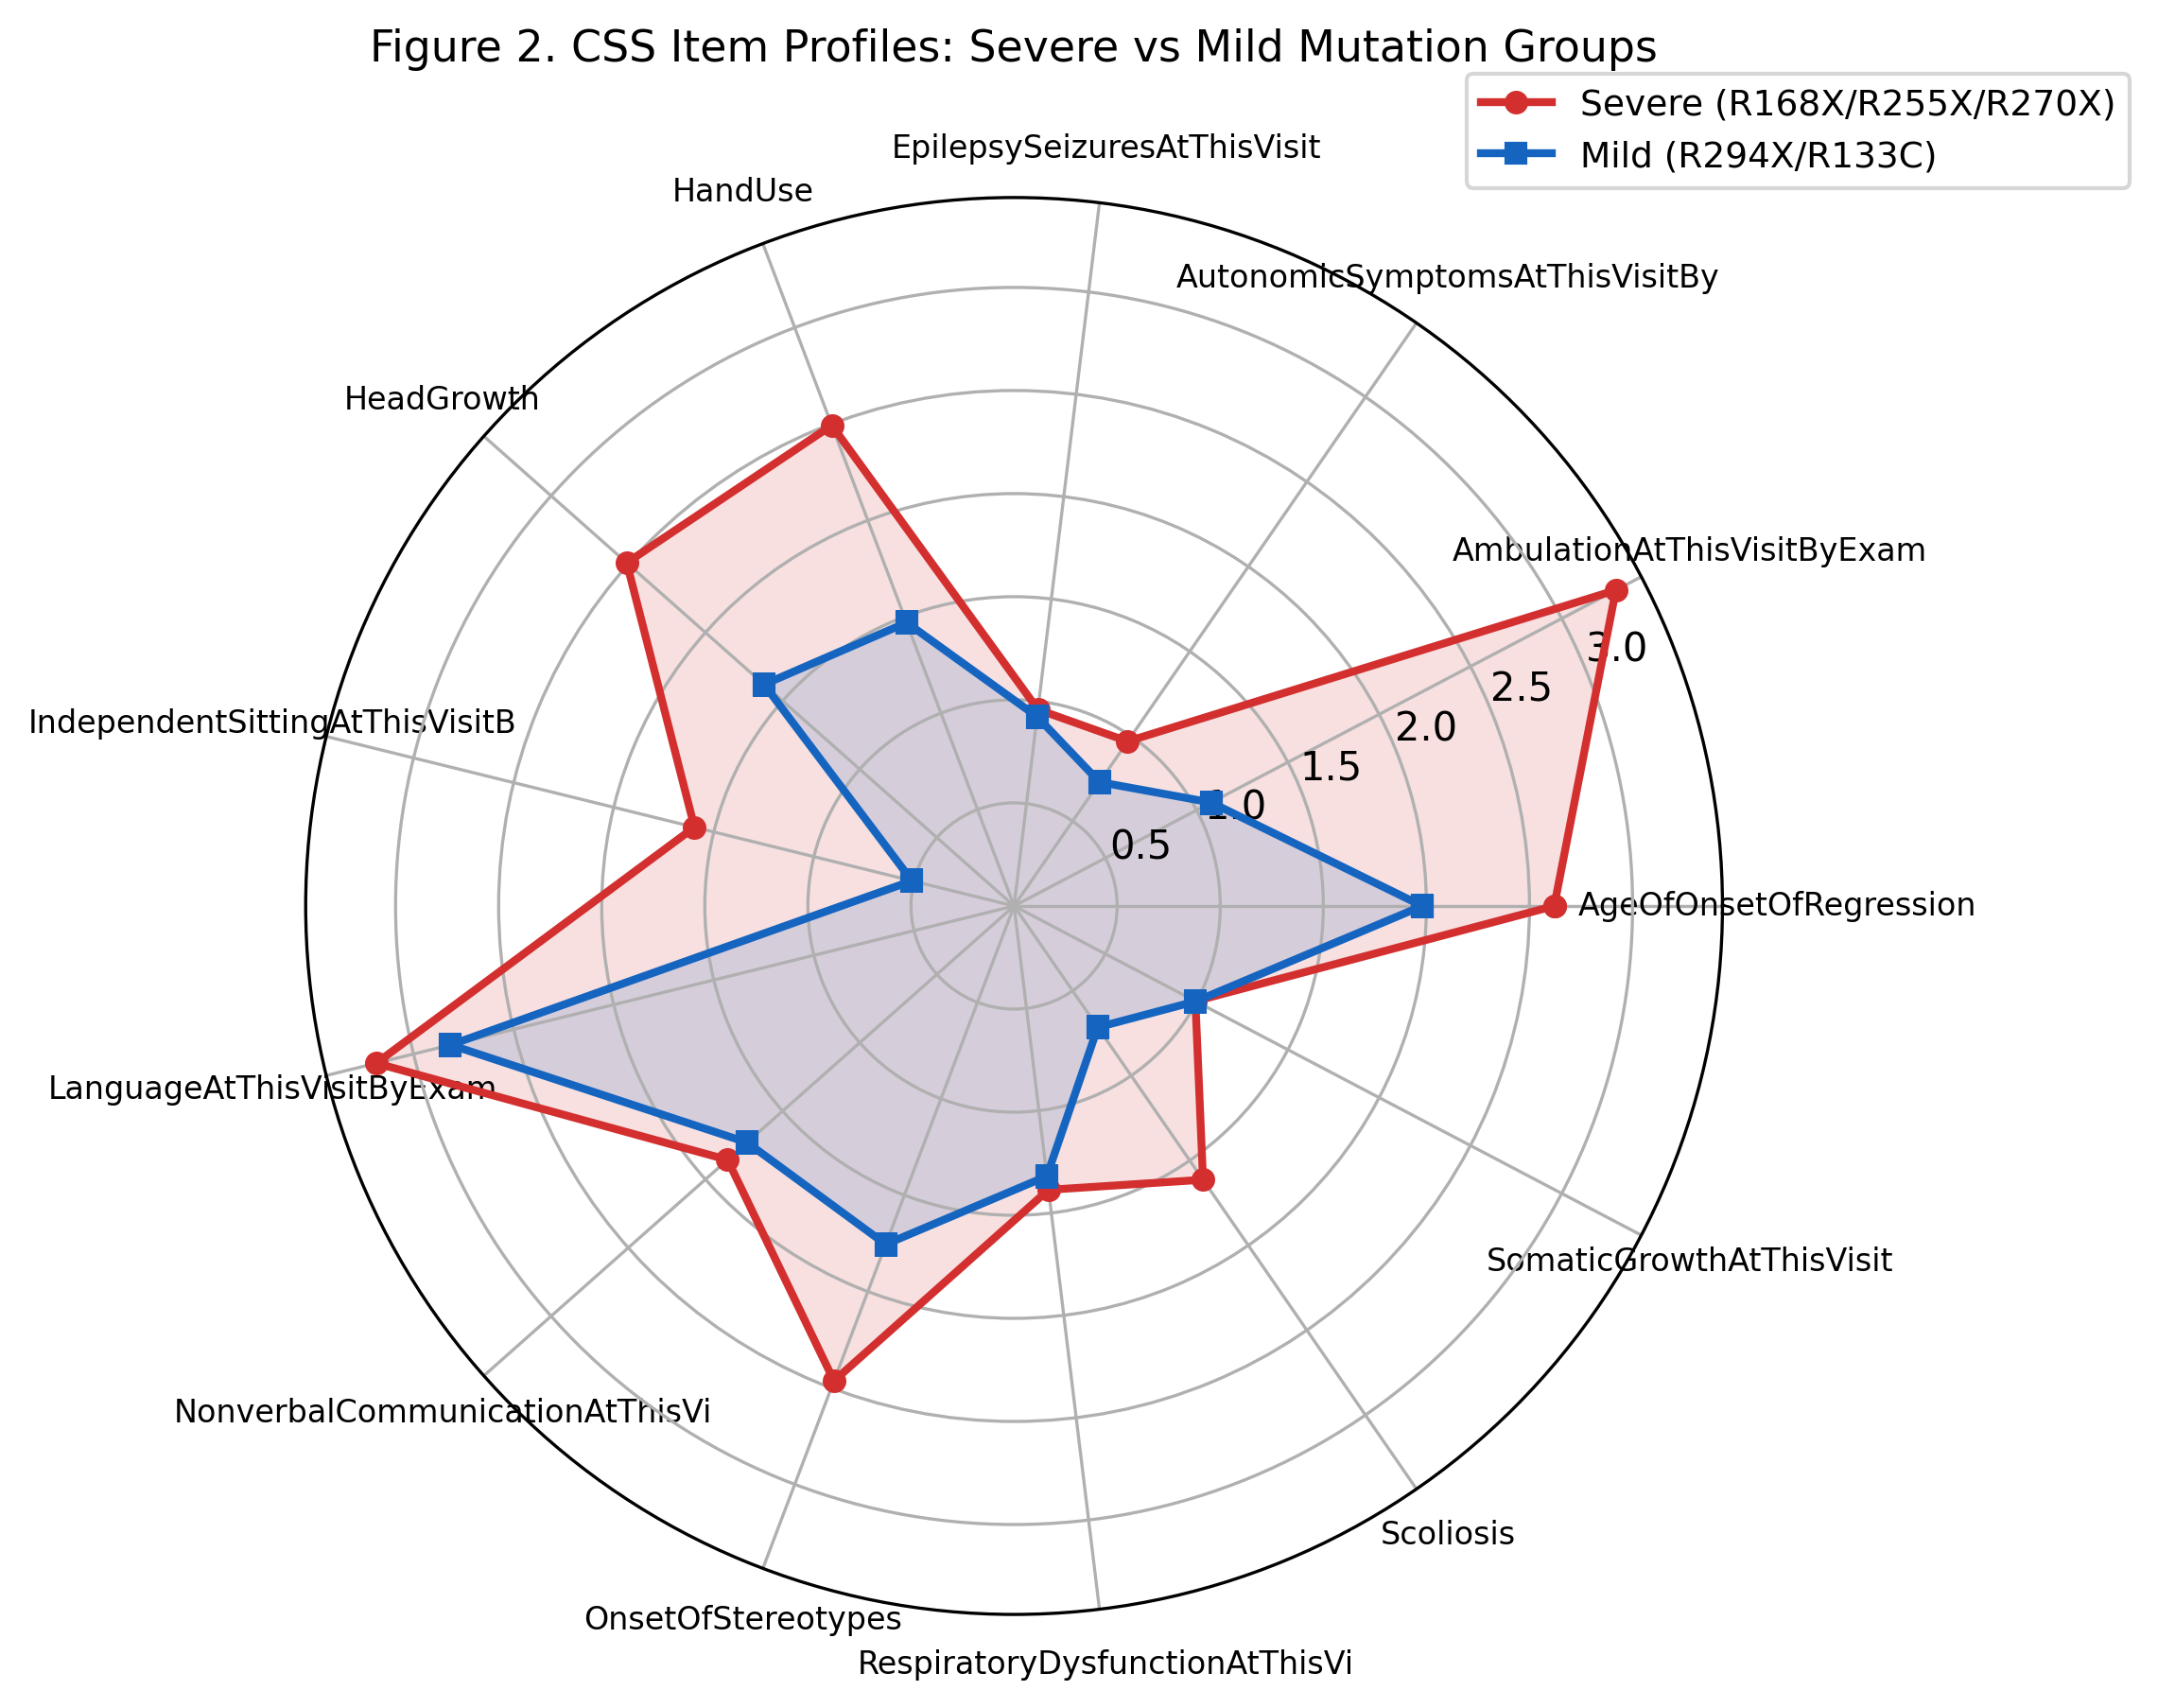 Figure 2. CSS Item Profiles: Severe vs Mild Mutation Groups
Severe (R168X/R255X/R270X)
Mild (R294X/R133C)
EpilepsySeizuresAtThisVisit
HandUse
AutonomicSymptomsAtThisVisitBy
HeadGrowth
AmbulationAtThisVisitByExam
3.0
2.5
2.0
1.5
1.0
0.5
IndependentSittingAtThisVisitB
AgeOfOnsetOfRegression
LanguageAtThisVisitByExam
SomaticGrowthAtThisVisit
NonverbalCommunicationAtThisVi
Scoliosis
OnsetOfStereotypes
RespiratoryDysfunctionAtThisVi